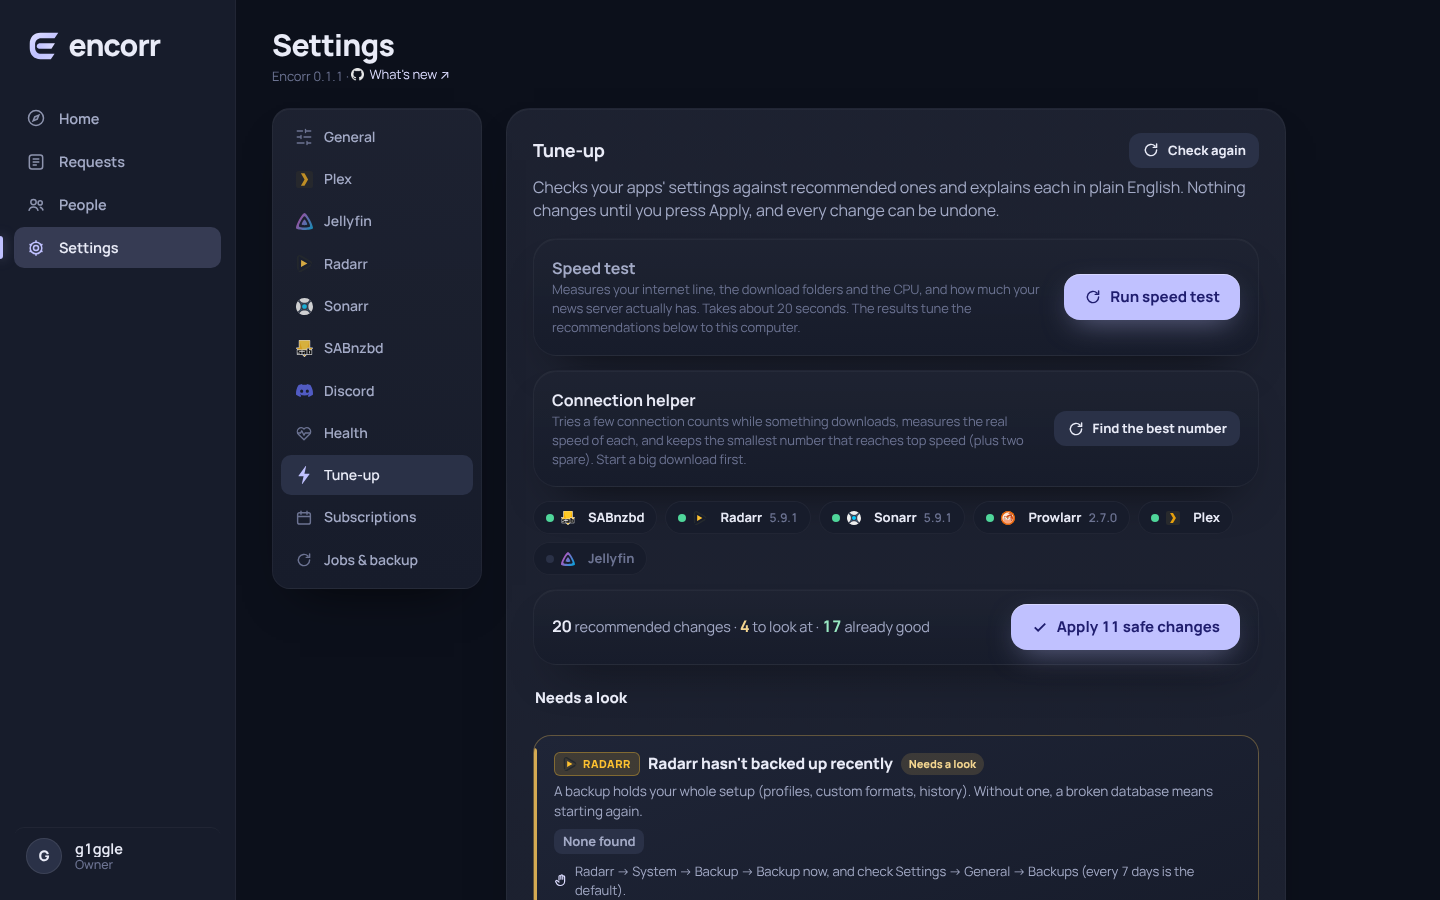 encorr
Home
Requests
People
Settings
G
g1ggle
Owner
Settings
Encorr 0.1.1 · What's new ↗
General
Plex
Jellyfin
Radarr
Sonarr
SABnzbd
Discord
Health
Tune-up
Subscriptions
Jobs & backup
Tune-up
Check again
Checks your apps' settings against recommended ones and explains each in plain English. Nothing
changes until you press Apply, and every change can be undone.
Speed test
Measures your internet line, the download folders and the CPU, and how much your
news server actually has. Takes about 20 seconds. The results tune the
recommendations below to this computer.
Run speed test
Connection helper
Tries a few connection counts while something downloads, measures the real
speed of each, and keeps the smallest number that reaches top speed (plus two
spare). Start a big download first.
Find the best number
SABnzbd
Radarr 5.9.1
Sonarr 5.9.1
Prowlarr 2.7.0
Plex
Jellyfin
20 recommended changes · 4 to look at · 17 already good
Apply 11 safe changes
Needs a look
RADARR Radarr hasn't backed up recently Needs a look
A backup holds your whole setup (profiles, custom formats, history). Without one, a broken database means
starting again.
None found
Radarr → System → Backup → Backup now, and check Settings → General → Backups (every 7 days is the
default).